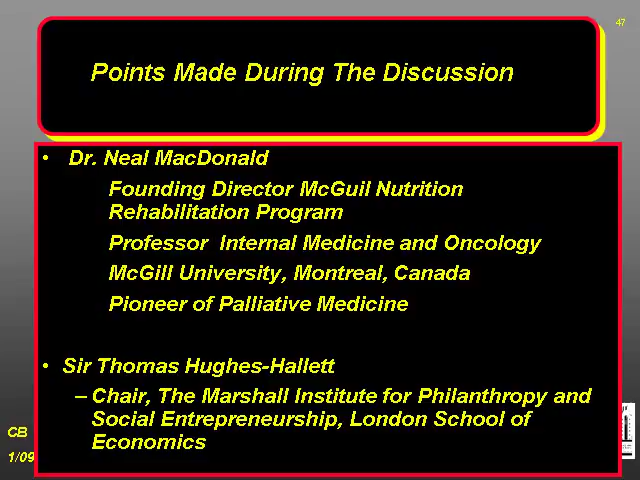 47
Points Made During The Discussion
• Dr. Neal MacDonald
Founding Director McGuil Nutrition
Rehabilitation Program
Professor Internal Medicine and Oncology
McGill University, Montreal, Canada
Pioneer of Palliative Medicine
• Sir Thomas Hughes-Hallett
– Chair, The Marshall Institute for Philanthropy and
Social Entrepreneurship, London School of
Economics
CB
1/09